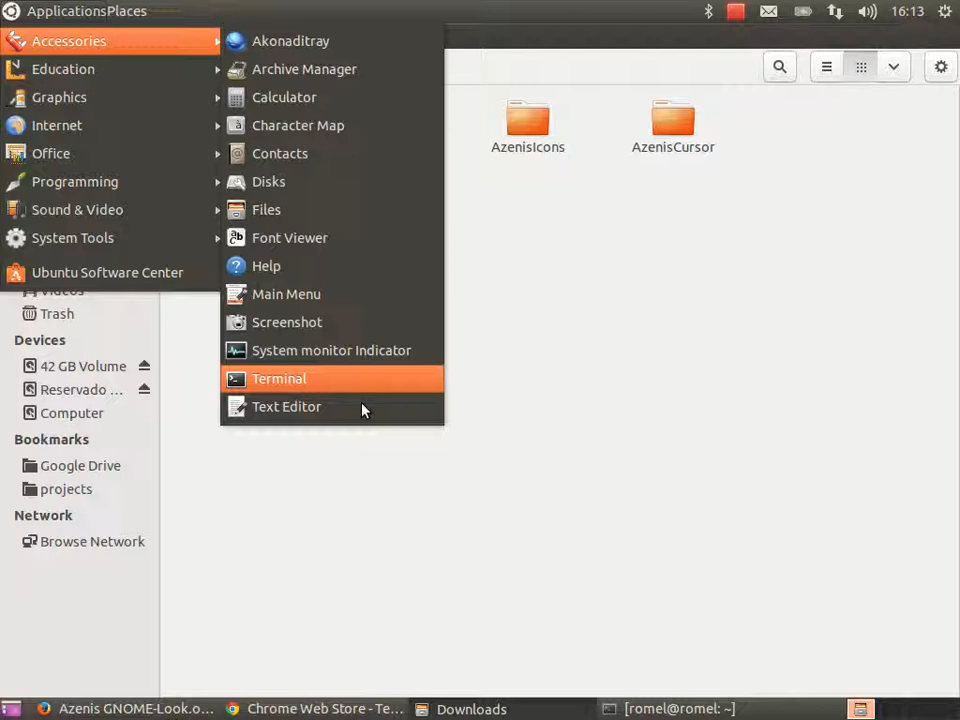 ApplicationsPlaces
16:13
Accessories
Education
Graphics
Internet
Office
Programming
Sound & Video
System Tools
Ubuntu Software Center
Akonaditray
Archive Manager
Calculator
Character Map
Contacts
Disks
Files
Font Viewer
Help
Main Menu
Screenshot
System monitor Indicator
Terminal
Text Editor
AzenisIcons
AzenisCursor
Videos
Trash
Devices
42 GB Volume
Reservado ...
Computer
Bookmarks
Google Drive
projects
Network
Browse Network
Azenis GNOME-Look.o...
Chrome Web Store - Te...
Downloads
[romel@romel: ~]